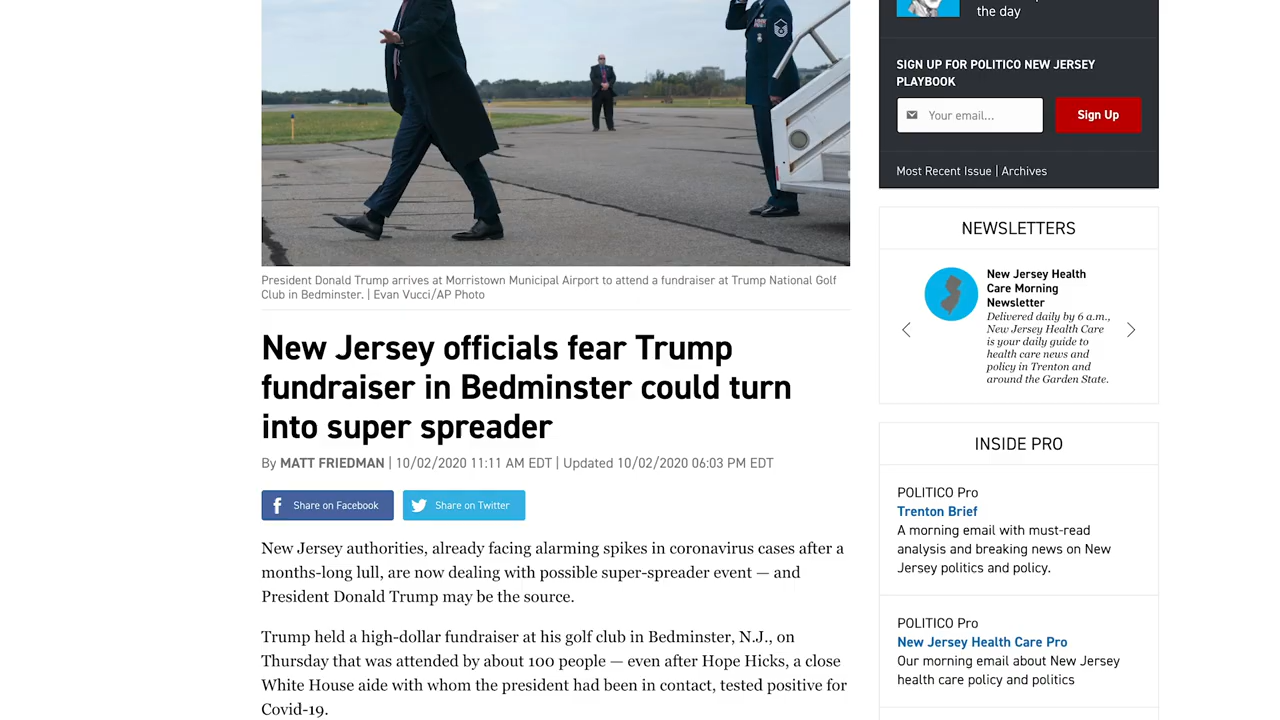 the day
SIGN UP FOR POLITICO NEW JERSEY
PLAYBOOK
Your email...
Sign Up
Most Recent Issue | Archives
NEWSLETTERS
New Jersey Health
Care Morning
Newsletter
Delivered daily by 6 a.m.,
New Jersey Health Care
is your daily guide to
health care news and
policy in Trenton and
around the Garden State.
INSIDE PRO
POLITICO Pro
Trenton Brief
A morning email with must-read
analysis and breaking news on New
Jersey politics and policy.
POLITICO Pro
New Jersey Health Care Pro
Our morning email about New Jersey
health care policy and politics
President Donald Trump arrives at Morristown Municipal Airport to attend a fundraiser at Trump National Golf
Club in Bedminster. | Evan Vucci/AP Photo
New Jersey officials fear Trump
fundraiser in Bedminster could turn
into super spreader
By MATT FRIEDMAN | 10/02/2020 11:11 AM EDT | Updated 10/02/2020 06:03 PM EDT
Share on Facebook
Share on Twitter
New Jersey authorities, already facing alarming spikes in coronavirus cases after a
months-long lull, are now dealing with possible super-spreader event — and
President Donald Trump may be the source.
Trump held a high-dollar fundraiser at his golf club in Bedminster, N.J., on
Thursday that was attended by about 100 people — even after Hope Hicks, a close
White House aide with whom the president had been in contact, tested positive for
Covid-19.